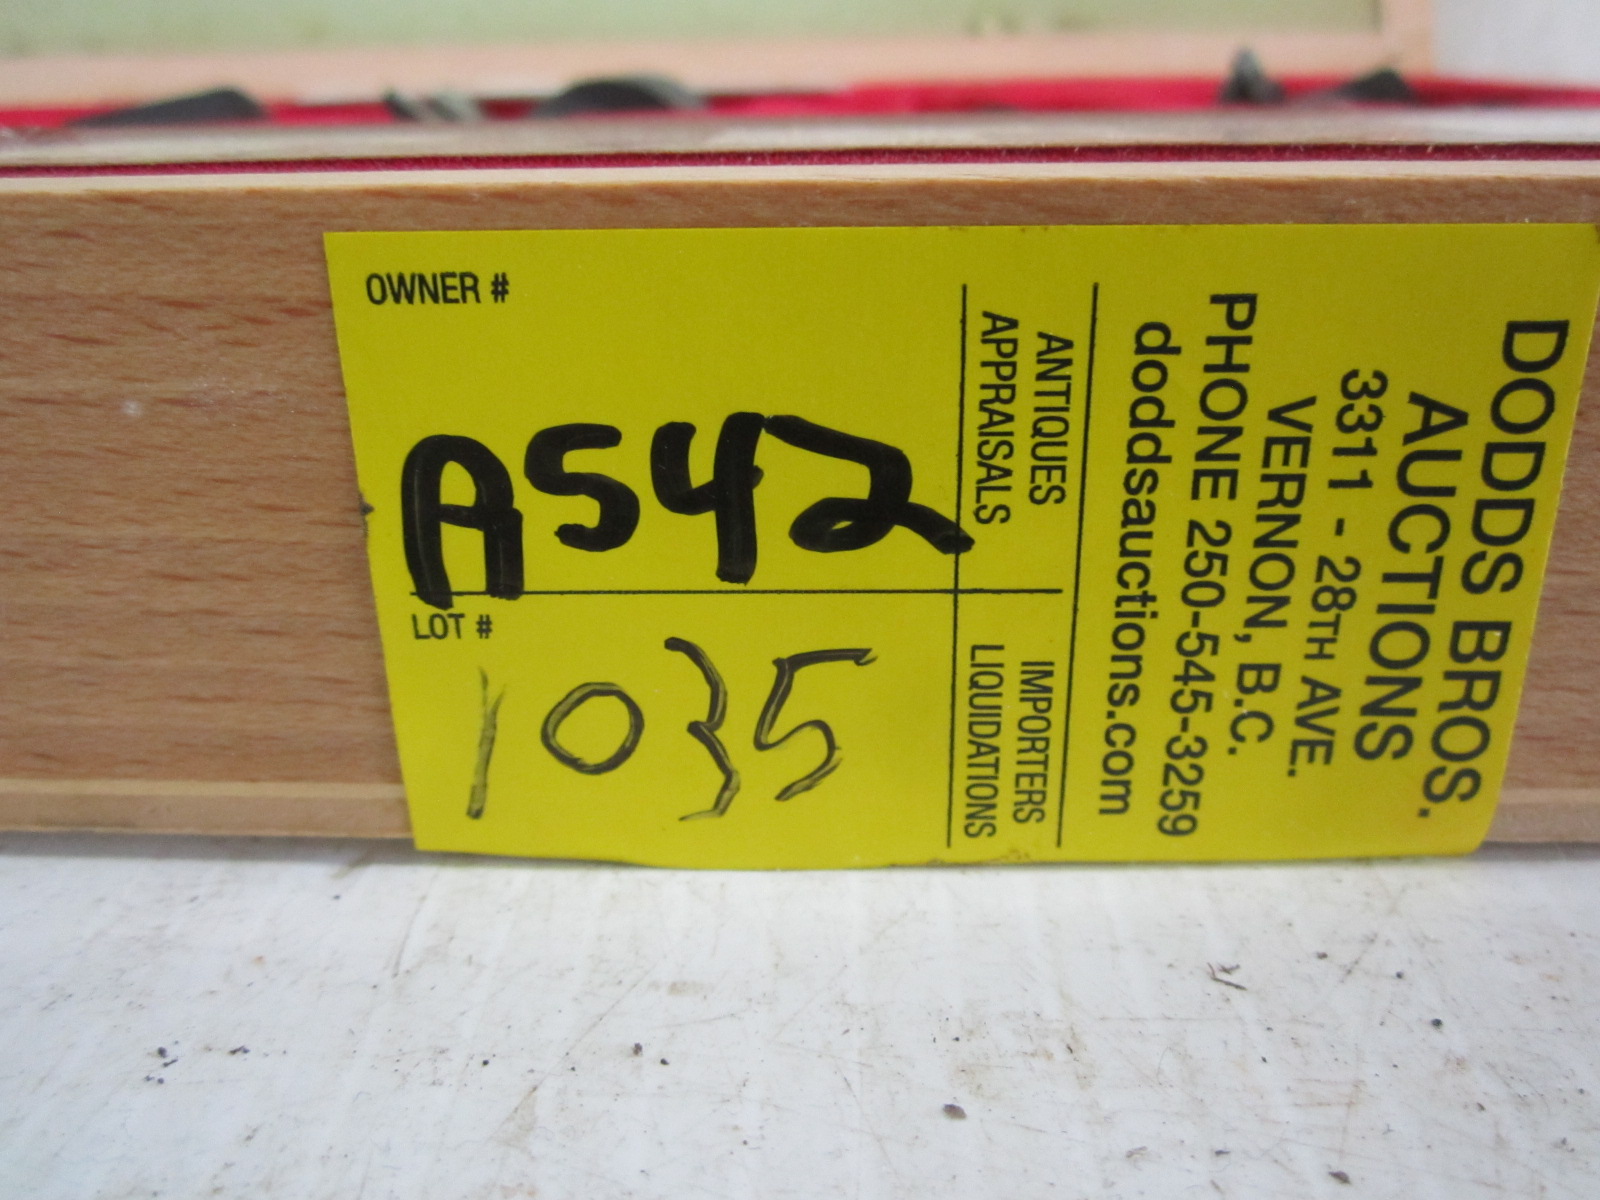 OWNER #
A542
LOT #
1035
ANTIQUES
APPRAISALS
IMPORTERS
LIQUIDATIONS
DODDS BROS.
AUCTIONS
3311 - 28TH AVE.
VERNON, B.C.
PHONE 250-545-3259
doddsauctions.com